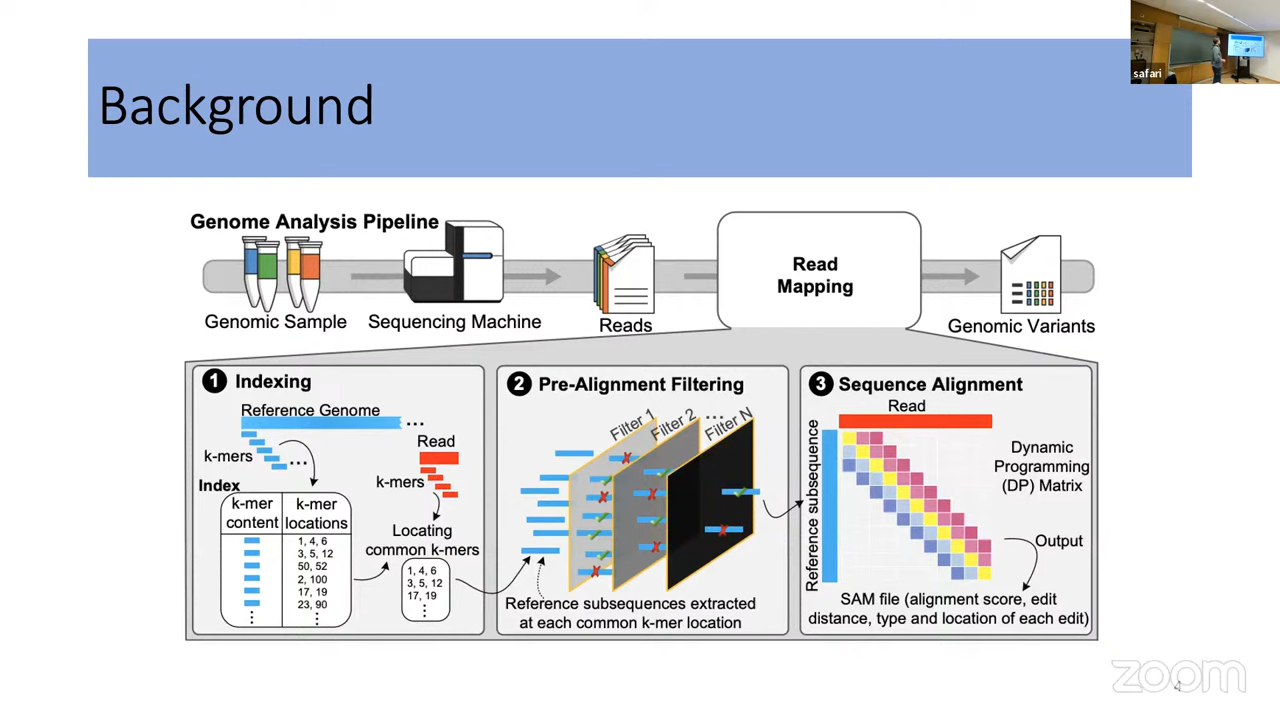 safari
Background
Genome Analysis Pipeline
Genomic Sample
Sequencing Machine
Reads
Read
Mapping
Genomic Variants
1 Indexing
Reference Genome
...
k-mers
...
Read
k-mers
Index
k-mer
content
k-mer
locations
1, 4, 6
3, 5, 12
50, 52
2, 100
17, 19
23, 90
Locating
common k-mers
1, 4, 6
3, 5, 12
17, 19
2 Pre-Alignment Filtering
Filter 1
Filter 2
...
Filter N
Reference subsequences extracted
at each common k-mer location
3 Sequence Alignment
Read
Reference subsequence
Dynamic
Programming
(DP) Matrix
Output
SAM file (alignment score, edit
distance, type and location of each edit)
zoom
4